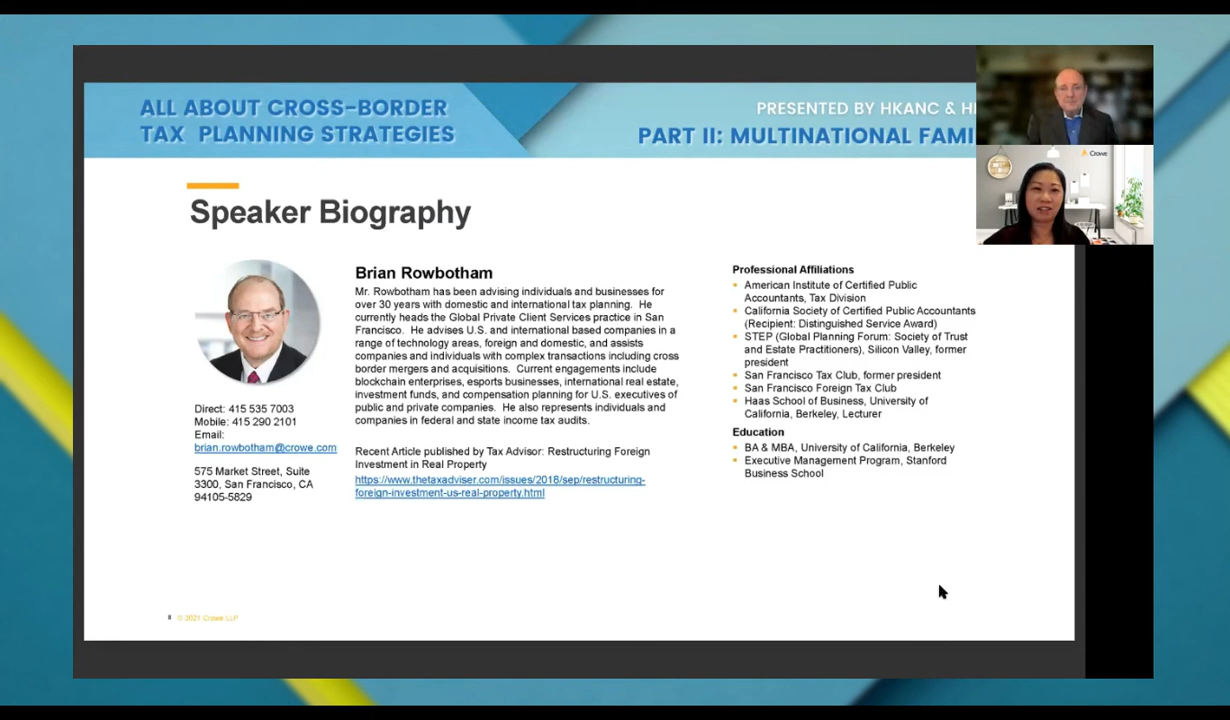 ALL ABOUT CROSS-BORDER
TAX PLANNING STRATEGIES
PRESENTED BY HKANC &
PART II: MULTINATIONAL
Crowe
Speaker Biography
Direct: 415 535 7003
Mobile: 415 290 2101
Email:
brian.rowbotham@crowe.com
575 Market Street, Suite
3300, San Francisco, CA
94105-5829
Brian Rowbotham
Mr. Rowbotham has been advising individuals and businesses for
over 30 years with domestic and international tax planning. He
currently heads the Global Private Client Services practice in San
Francisco. He advises U.S. and international based companies in a
range of technology areas, foreign and domestic, and assists
companies and individuals with complex transactions including cross
border mergers and acquisitions. Current engagements include
blockchain enterprises, esports businesses, international real estate,
investment funds, and compensation planning for U.S. executives of
public and private companies. He also represents individuals and
companies in federal and state income tax audits.
Recent Article published by Tax Advisor: Restructuring Foreign
Investment in Real Property
https://www.thetaxadviser.com/issues/2018/sep/restructuring-
foreign-investment-us-real-property.html
Professional Affiliations
American Institute of Certified Public
Accountants, Tax Division
California Society of Certified Public Accountants
(Recipient: Distinguished Service Award)
STEP (Global Planning Forum: Society of Trust
and Estate Practitioners), Silicon Valley, former
president
San Francisco Tax Club, former president
San Francisco Foreign Tax Club
Haas School of Business, University of
California, Berkeley, Lecturer
Education
BA & MBA, University of California, Berkeley
Executive Management Program, Stanford
Business School
8 © 2021 Crowe LLP